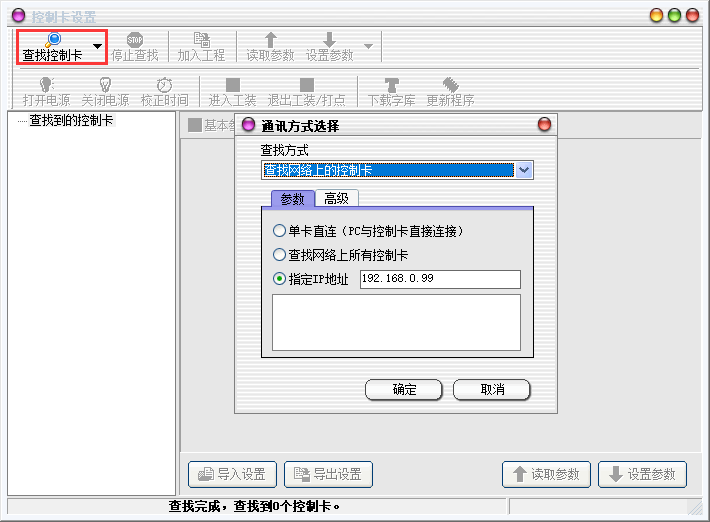 控制卡设置
查找控制卡 停止查找 加入工程 读取参数 设置参数
打开电源 关闭电源 校正时间 进入工装 退出工装/打点 下载字库 更新程序
查找到的控制卡
基本参
通讯方式选择
查找方式
查找网络上的控制卡
参数 高级
单卡直连（PC与控制卡直接连接）
查找网络上所有控制卡
指定IP地址 192.168.0.99
确定 取消
导入设置 导出设置 读取参数 设置参数
查找完成，查找到0个控制卡。